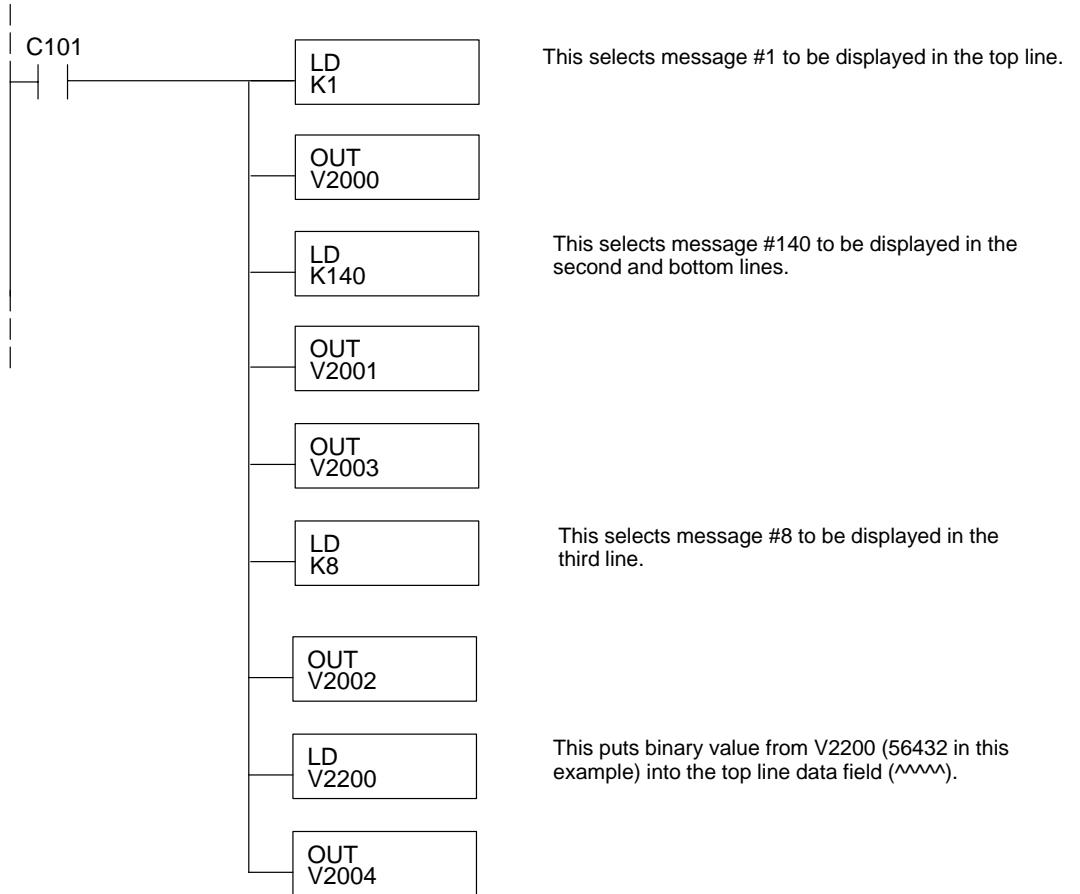 C101
LD
K1
This selects message #1 to be displayed in the top line.
OUT
V2000
LD
K140
This selects message #140 to be displayed in the
second and bottom lines.
OUT
V2001
OUT
V2003
LD
K8
This selects message #8 to be displayed in the
third line.
OUT
V2002
LD
V2200
This puts binary value from V2200 (56432 in this
example) into the top line data field (^^^^^).
OUT
V2004